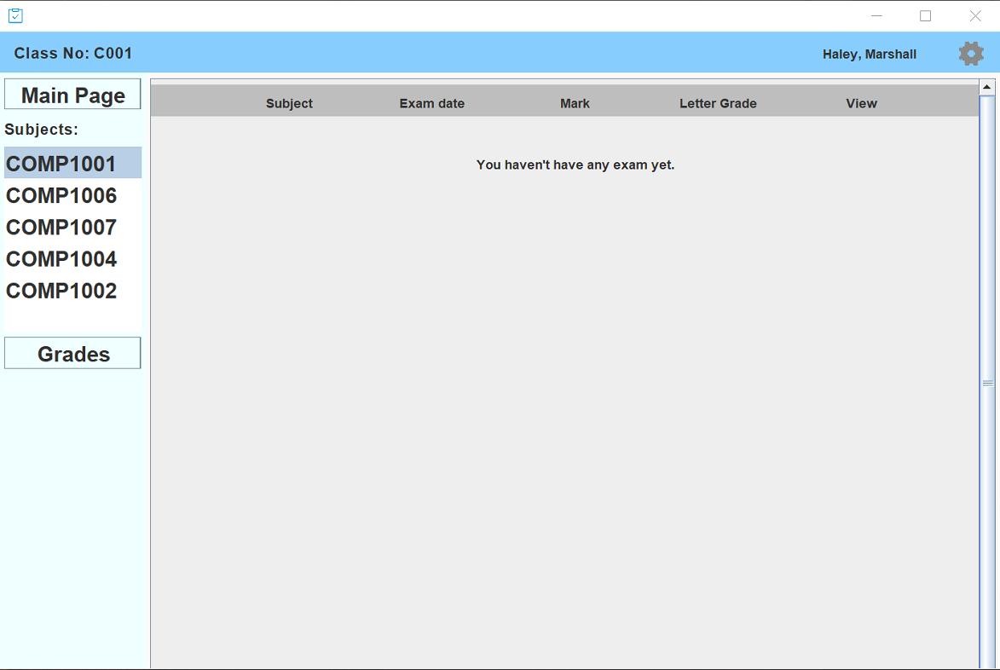 Class No: C001
Haley, Marshall
Main Page
Subjects:
COMP1001
COMP1006
COMP1007
COMP1004
COMP1002
Grades
Subject Exam date Mark Letter Grade View
You haven't have any exam yet.